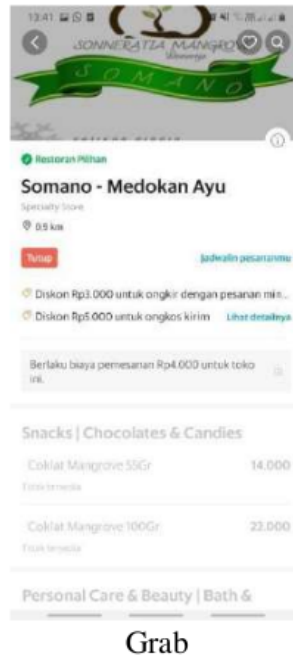 13:41
SONNERATIA MANGROVE
SOMANO
Restoran Pilihan
Somano - Medokan Ayu
Specialty Store
0.9 km
Tutup
Jadwalin pesananmu
Diskon Rp3.000 untuk ongkir dengan pesanan min...
Diskon Rp5.000 untuk ongkos kirim
Lihat detailnya
Berlaku biaya pemesanan Rp4.000 untuk toko
ini.
Snacks | Chocolates & Candies
Coklat Mangrove 55Gr 14.000
Tidak tersedia
Coklat Mangrove 100Gr 22.000
Tidak tersedia
Personal Care & Beauty | Bath &
Grab